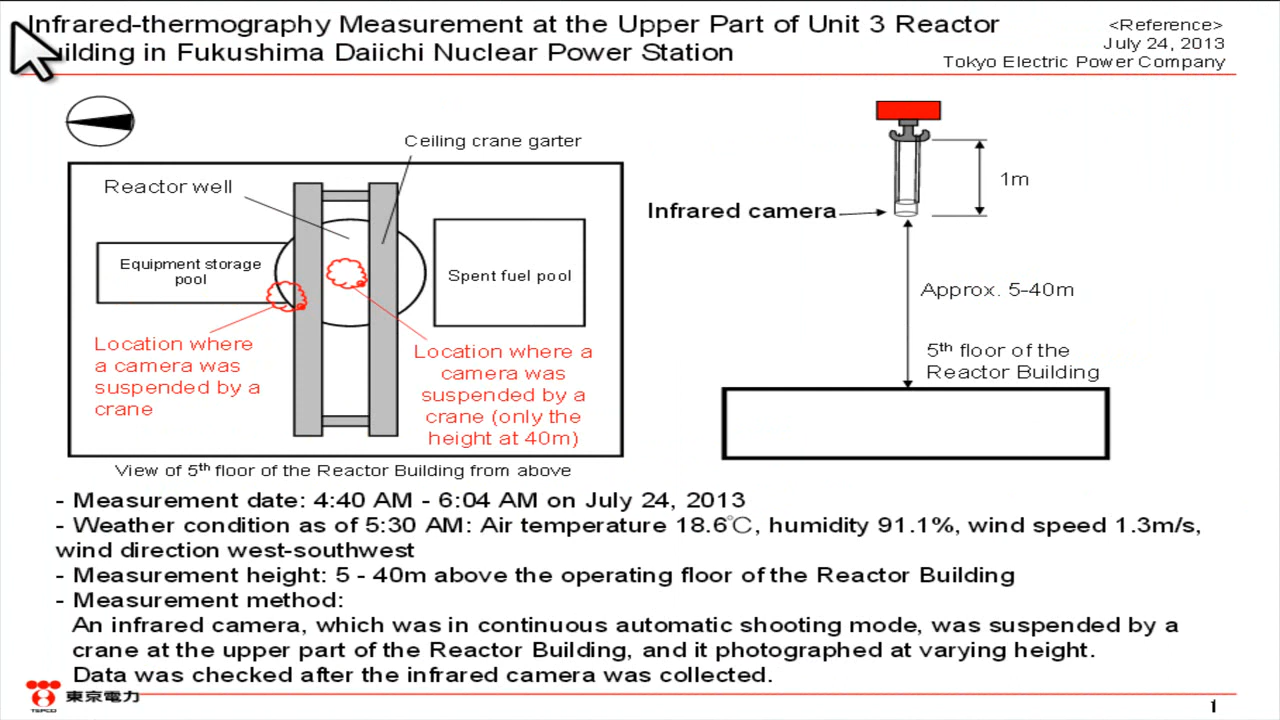 Infrared-thermography Measurement at the Upper Part of Unit 3 Reactor
uilding in Fukushima Daiichi Nuclear Power Station
<Reference>
July 24, 2013
Tokyo Electric Power Company
Ceiling crane garter
Reactor well
Equipment storage
pool
Spent fuel pool
Location where
a camera was
suspended by a
crane
Location where a
camera was
suspended by a
crane (only the
height at 40m)
View of 5th floor of the Reactor Building from above
1m
Infrared camera
Approx. 5-40m
5th floor of the
Reactor Building
- Measurement date: 4:40 AM - 6:04 AM on July 24, 2013
- Weather condition as of 5:30 AM: Air temperature 18.6℃, humidity 91.1%, wind speed 1.3m/s,
wind direction west-southwest
- Measurement height: 5 - 40m above the operating floor of the Reactor Building
- Measurement method:
An infrared camera, which was in continuous automatic shooting mode, was suspended by a
crane at the upper part of the Reactor Building, and it photographed at varying height.
Data was checked after the infrared camera was collected.
TEPCO
東京電力
1